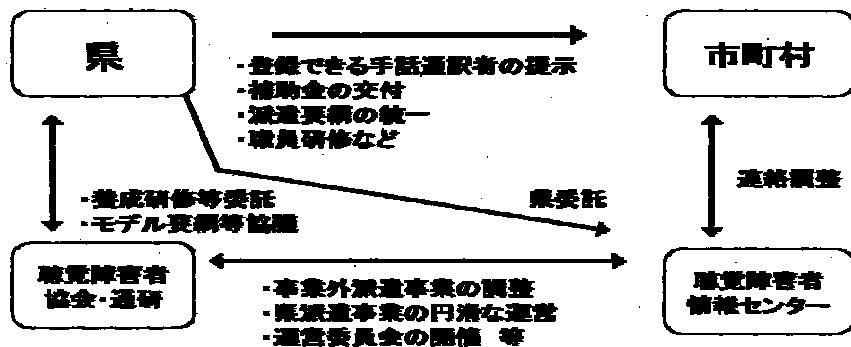 県
市町村
・登録できる手話通訳者の提示
・補助金の交付
・派遣要綱の統一
・職員研修など
・養成研修等委託
・モデル要綱等協議
県委託
連絡調整
聴覚障害者
協会・通研
・事業外派遣事業の調整
・県派遣事業の円滑な運営
・運営委員会の開催 等
聴覚障害者
情報センター